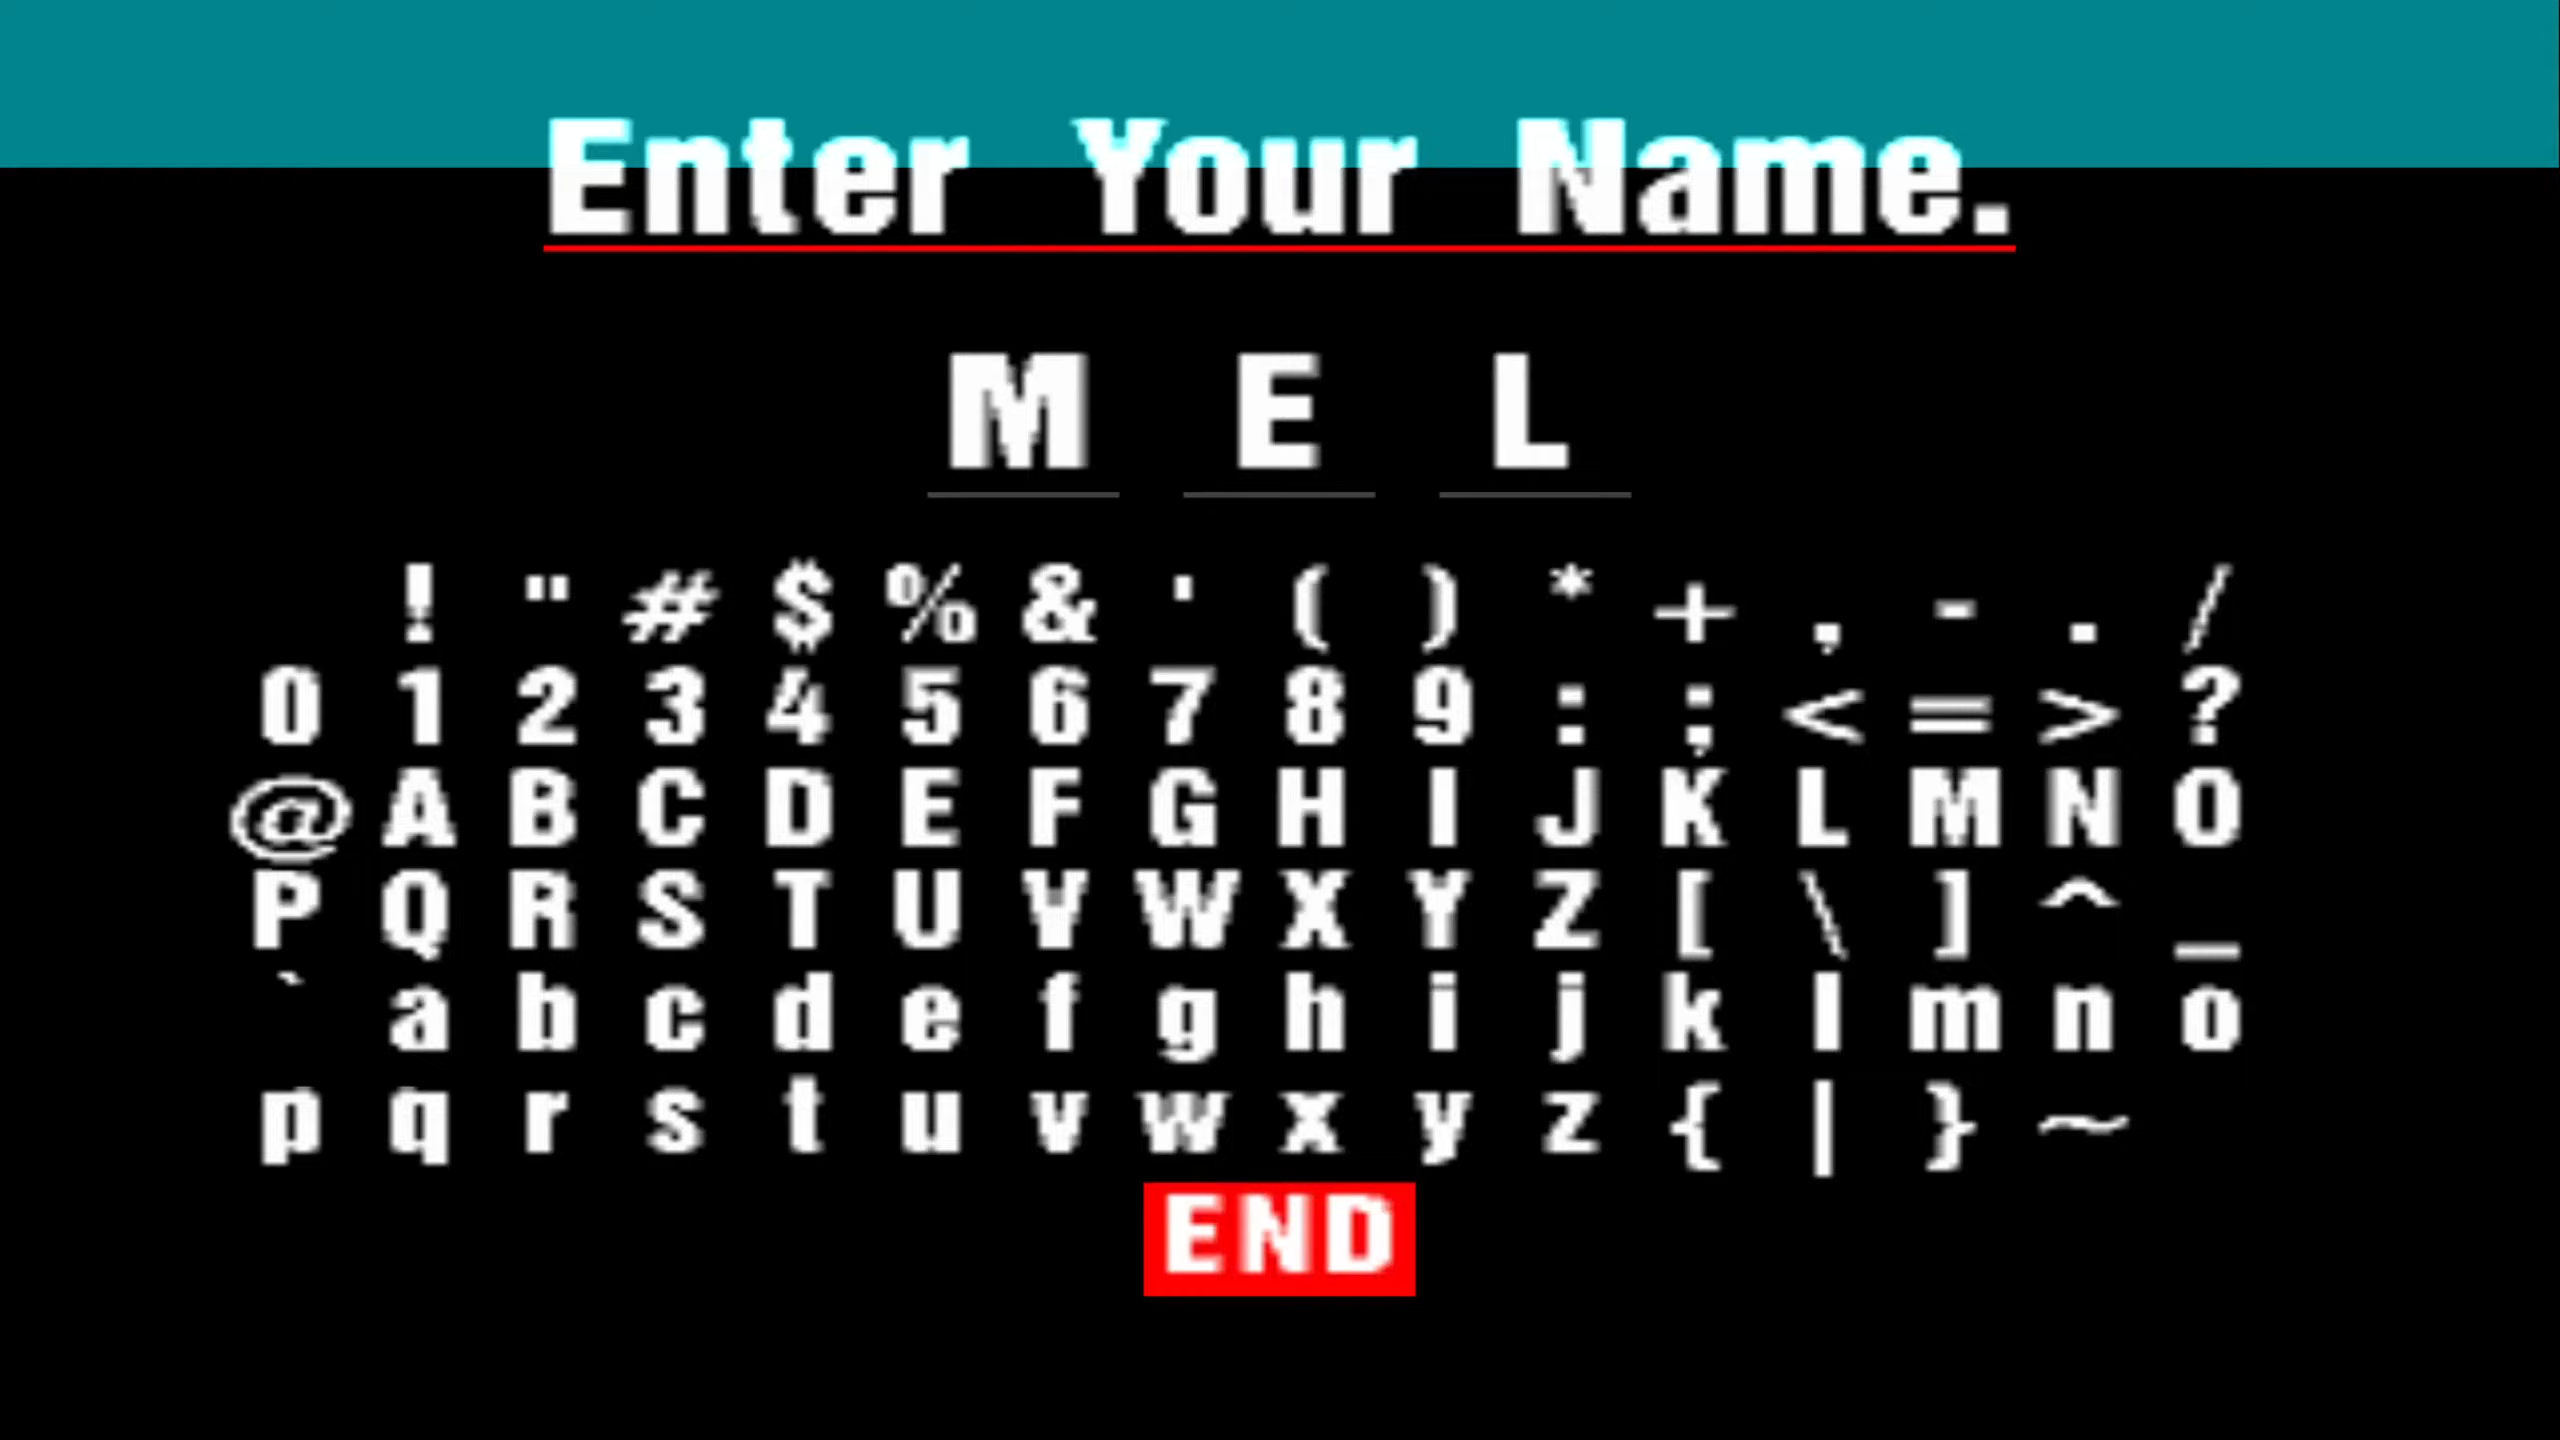 Enter Your Name.
M E L
! " # $ % & ' ( ) * + , - . /
0 1 2 3 4 5 6 7 8 9 : ; < = > ?
@ A B C D E F G H I J K L M N O
P Q R S T U V W X Y Z [ \ ] ^ _
` a b c d e f g h i j k l m n o
p q r s t u v w x y z { | } ~
END